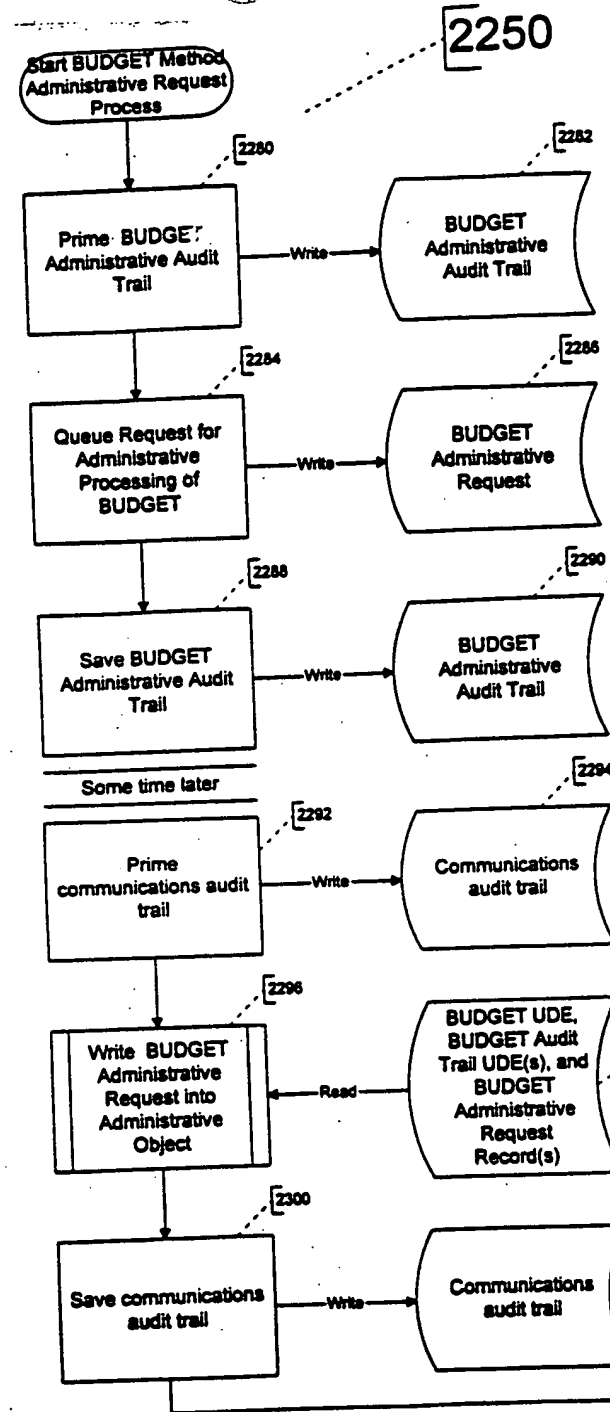 2250
Start BUDGET Method
Administrative Request
Process
2280
2282
Prime BUDGET
Administrative Audit
Trail
Write
BUDGET
Administrative
Audit Trail
2284
2286
Queue Request for
Administrative
Processing of
BUDGET
Write
BUDGET
Administrative
Request
2288
2290
Save BUDGET
Administrative Audit
Trail
Write
BUDGET
Administrative
Audit Trail
Some time later
2292
2294
Prime
communications audit
trail
Write
Communications
audit trail
2296
Write BUDGET
Administrative
Request into
Administrative
Object
Read
BUDGET UDE,
BUDGET Audit
Trail UDE(s), and
BUDGET
Administrative
Request
Record(s)
2300
Save communications
audit trail
Write
Communications
audit trail